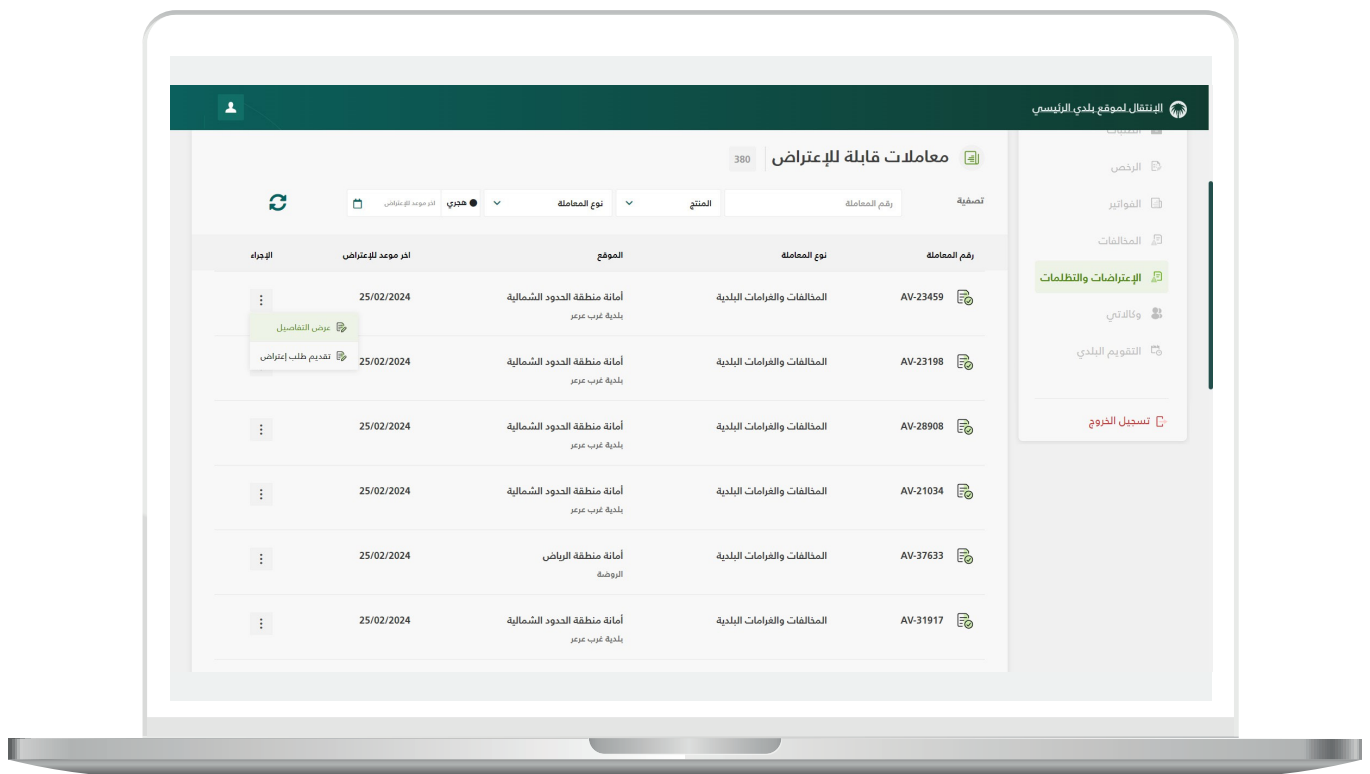 الإنتقال لموقع بلدي الرئيسي
الطلبات
الرخص
الفواتير
المخالفات
الإعتراضات والتظلمات
وكالاتي
التقويم البلدي
تسجيل الخروج
معاملات قابلة للإعتراض 380
تصفية رقم المعاملة المنتج نوع المعاملة هجري اخر موعد للإعتراض
رقم المعاملة نوع المعاملة الموقع اخر موعد للإعتراض الإجراء
AV-23459 المخالفات والغرامات البلدية أمانة منطقة الحدود الشمالية 25/02/2024
بلدية غرب عرعر
عرض التفاصيل
تقديم طلب إعتراض
AV-23198 المخالفات والغرامات البلدية أمانة منطقة الحدود الشمالية 25/02/2024
بلدية غرب عرعر
AV-28908 المخالفات والغرامات البلدية أمانة منطقة الحدود الشمالية 25/02/2024
بلدية غرب عرعر
AV-21034 المخالفات والغرامات البلدية أمانة منطقة الحدود الشمالية 25/02/2024
بلدية غرب عرعر
AV-37633 المخالفات والغرامات البلدية أمانة منطقة الرياض 25/02/2024
الروضة
AV-31917 المخالفات والغرامات البلدية أمانة منطقة الحدود الشمالية 25/02/2024
بلدية غرب عرعر